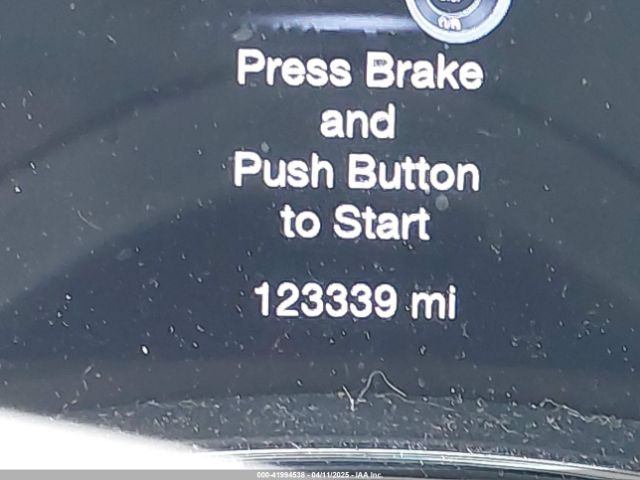 Press Brake
and
Push Button
to Start
123339 mi
000-41994538 - 04/11/2025 - IAA Inc.